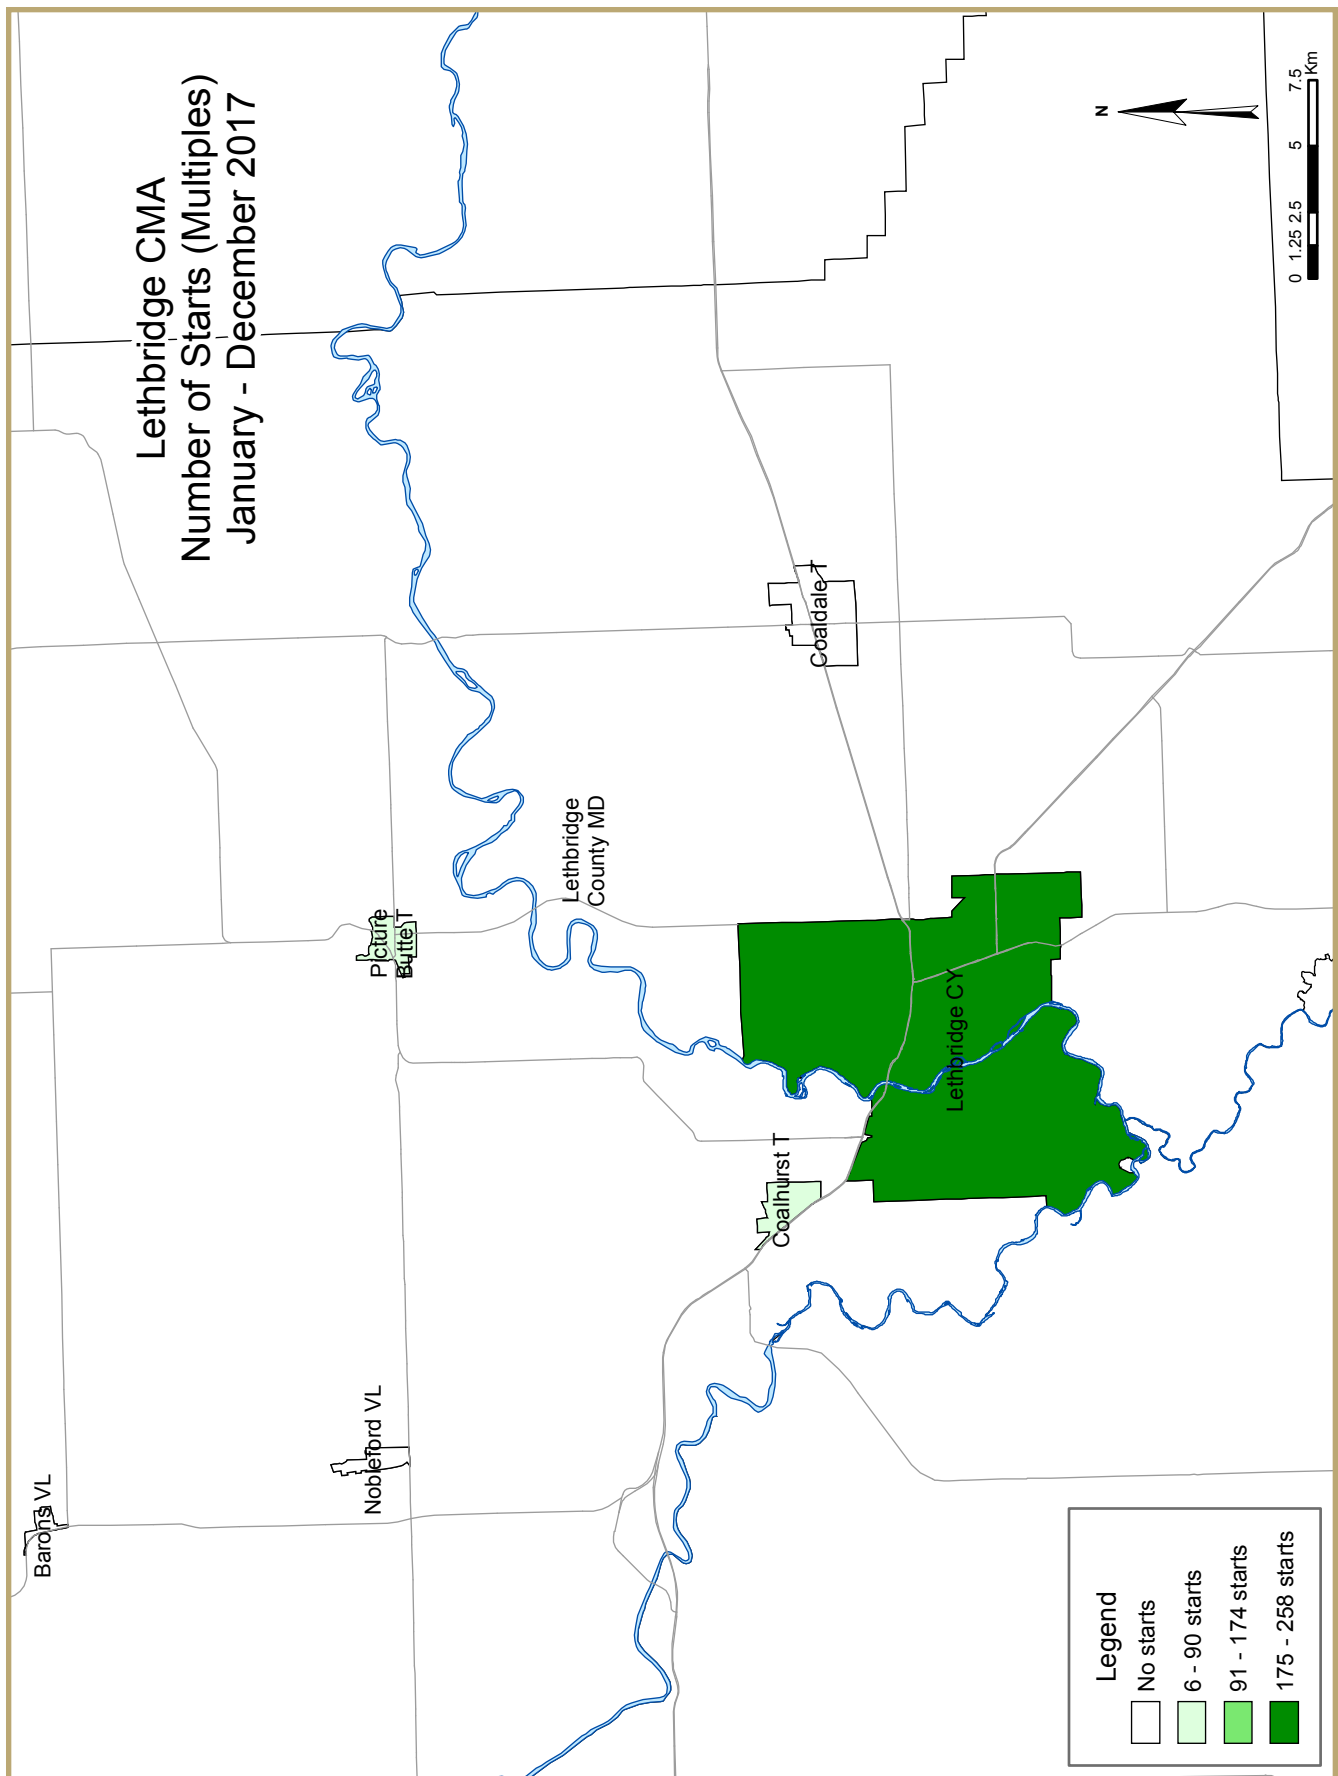 Lethbridge CMA
Number of Starts (Multiples)
January - December 2017
Barons VL
Nobleford VL
Picture
Butte T
Lethbridge
County MD
Coalhurst T
Coaldale T
Lethbridge CY
Legend
No starts
6 - 90 starts
91 - 174 starts
175 - 258 starts
N
0 1.25 2.5 5 7.5
Km